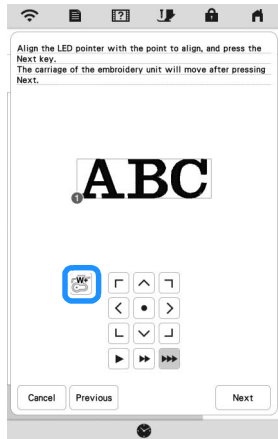 Align the LED pointer with the point to align, and press the
Next key.
The carriage of the embroidery unit will move after pressing
Next.
ABC
1
W+
Cancel
Previous
Next